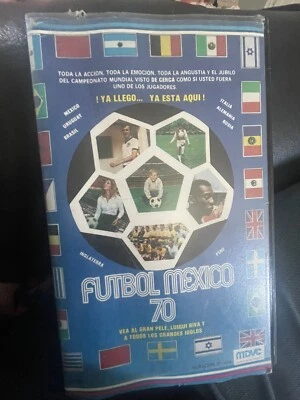 TODA LA ACCION, TODA LA EMOCION, TODA LA ANGUSTIA Y EL JUBILO
DEL CAMPEONATO MUNDIAL VISTO DE CERCA COMO SI USTED FUERA
UNO DE LOS JUGADORES.
! YA LLEGO... YA ESTA AQUI !
MEXICO
URUGUAY
BRASIL
ITALIA
ALEMANIA
RUSIA
INGLATERRA
PERU
FUTBOL MEXICO
70
VEA AL GRAN PELE, LUIGUI RIVA Y
A TODOS LOS GRANDES IDOLOS
MDVC